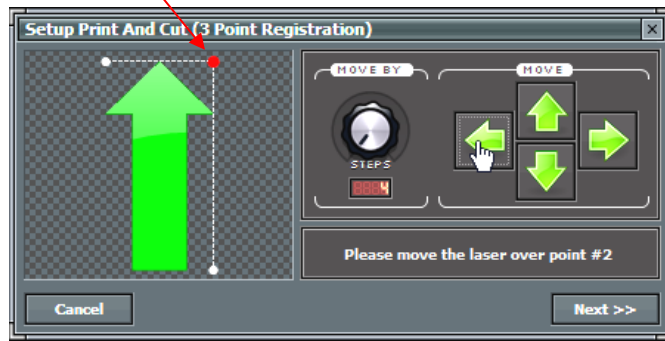 Setup Print And Cut (3 Point Registration)
MOVE BY
MOVE
STEPS
4
Please move the laser over point #2
Cancel
Next >>